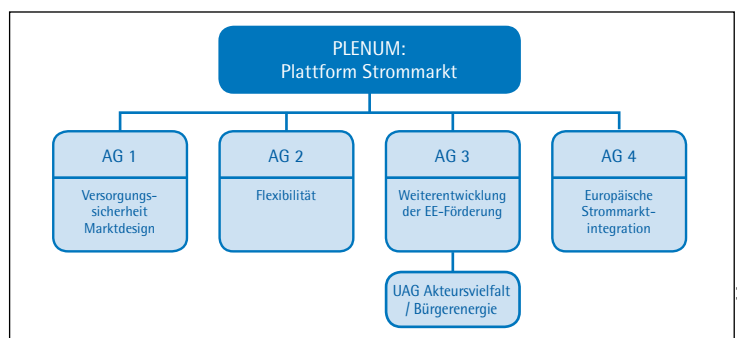 PLENUM:
Plattform Strommarkt
AG 1
Versorgungs-
sicherheit
Marktdesign
AG 2
Flexibilität
AG 3
Weiterentwicklung
der EE-Förderung
UAG Akteursvielfalt
/ Bürgerenergie
AG 4
Europäische
Strommarkt-
integration